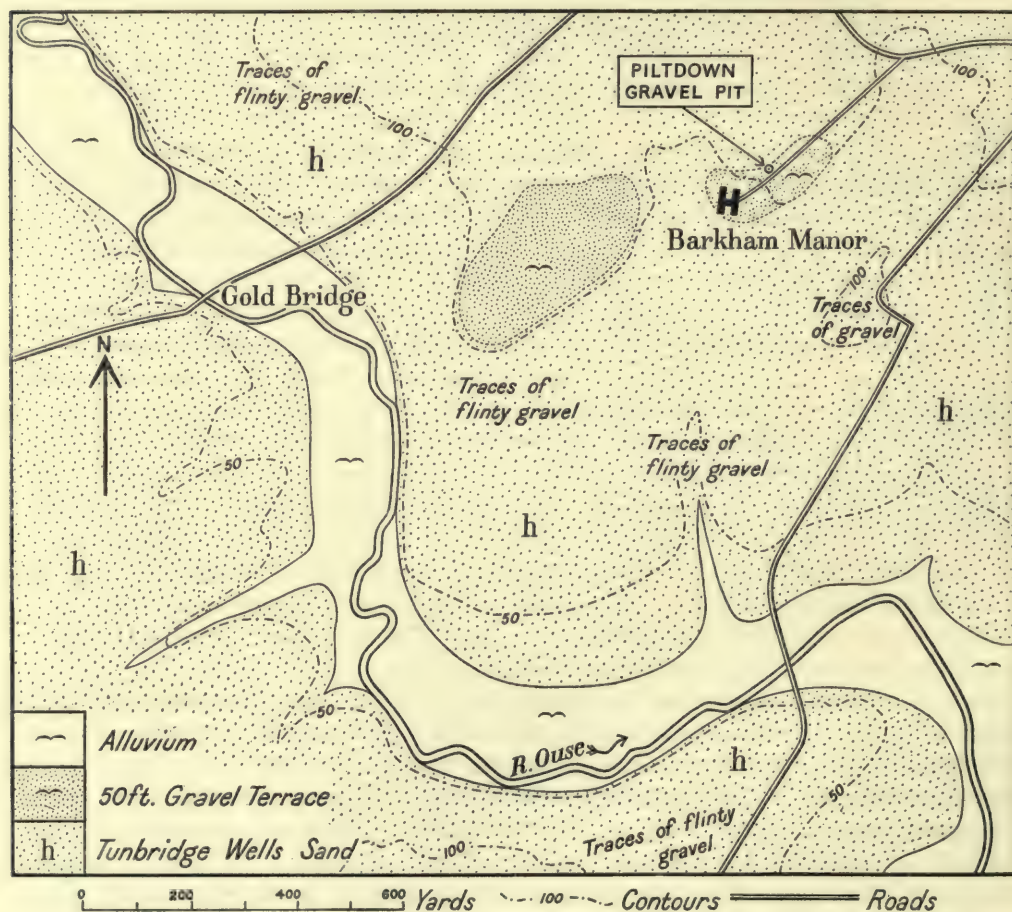 Traces of
flinty gravel
100
h
PILTDOWN
GRAVEL PIT
100
H
Barkham Manor
Gold Bridge
100
Traces
of gravel
N
Traces of
flinty gravel
h
50
Traces of
flinty gravel
h
h
50
50
R. Ouse
h
50
Alluvium
50ft. Gravel Terrace
h Tunbridge Wells Sand
100
Traces of flinty
gravel
0 200 400 600 Yards 100 Contours Roads